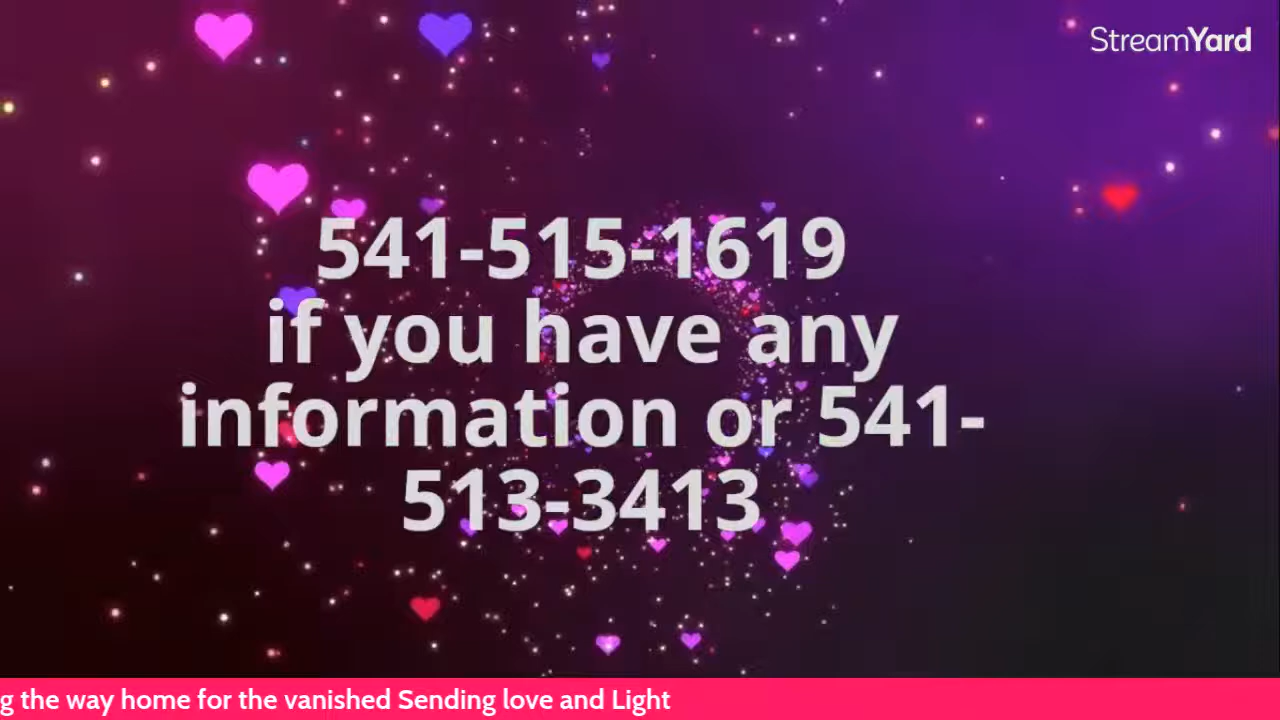 StreamYard
541-515-1619
if you have any
information or 541-
513-3413
g the way home for the vanished Sending love and Light